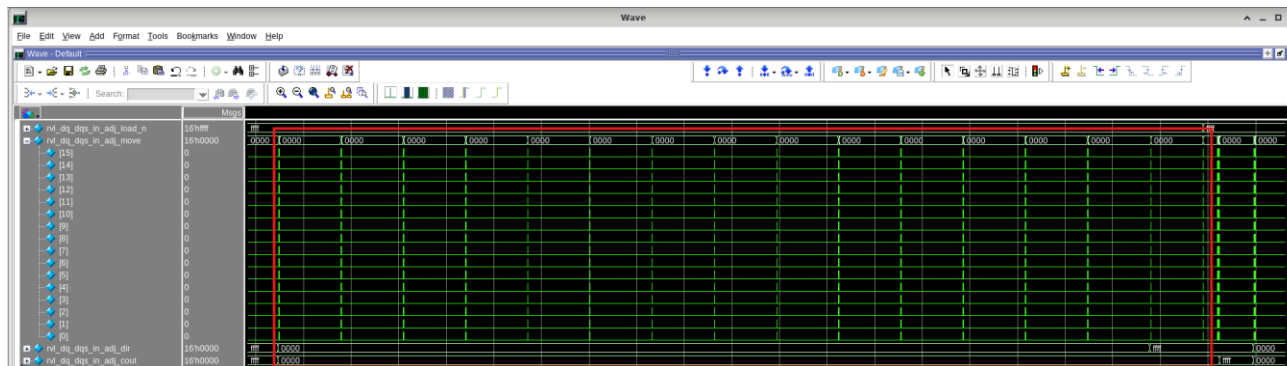 Wave
File Edit View Add Format Tools Bookmarks Window Help
Wave - Default
Search:
Msgs
rvl_dq_dqs_in_adj_load_n 16'hffff ffff ffff
rvl_dq_dqs_in_adj_move 16'h0000 0000 0000 0000 0000 0000 0000 0000 0000 0000 0000 0000 0000 0000 0000 0000 0000 0000 0000
[15] 0
[14] 0
[13] 0
[12] 0
[11] 0
[10] 0
[9] 0
[8] 0
[7] 0
[6] 0
[5] 0
[4] 0
[3] 0
[2] 0
[1] 0
[0] 0
rvl_dq_dqs_in_adj_dir 16'h0000 ffff 0000 ffff 0000
rvl_dq_dqs_in_adj_cout 16'h0000 ffff 0000 ffff 0000